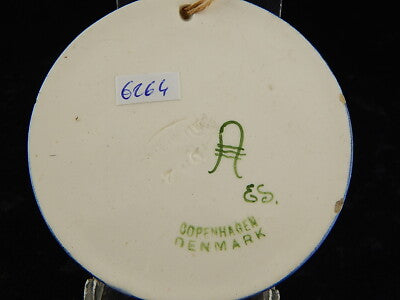 6264
ES.
COPENHAGEN
DENMARK